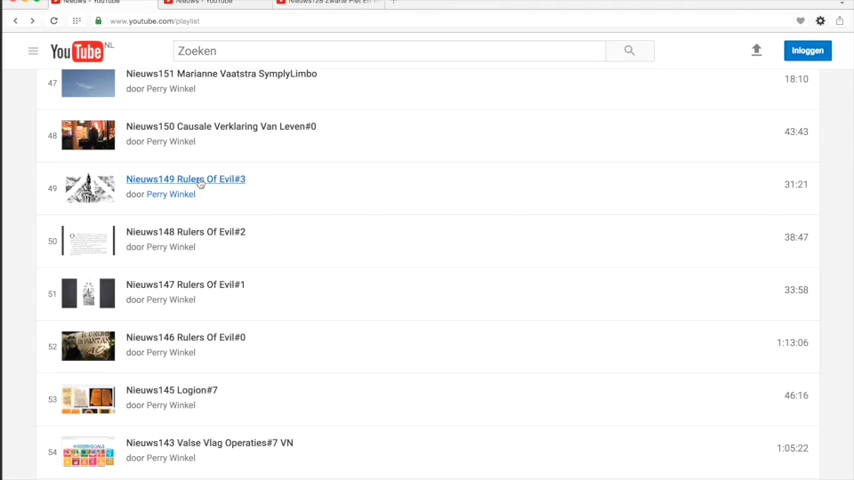 Nieuws - YouTube
Nieuws - YouTube
Nieuws128 Zwarte Piet En
www.youtube.com/playlist
YouTube NL
Zoeken
Inloggen
47
Nieuws151 Marianne Vaatstra SymplyLimbo
door Perry Winkel
18:10
48
Nieuws150 Causale Verklaring Van Leven#0
door Perry Winkel
43:43
49
Nieuws149 Rulers Of Evil#3
door Perry Winkel
31:21
50
Nieuws148 Rulers Of Evil#2
door Perry Winkel
38:47
51
Nieuws147 Rulers Of Evil#1
door Perry Winkel
33:58
52
Nieuws146 Rulers Of Evil#0
door Perry Winkel
1:13:06
53
Nieuws145 Logion#7
door Perry Winkel
46:16
54
Nieuws143 Valse Vlag Operaties#7 VN
door Perry Winkel
1:05:22